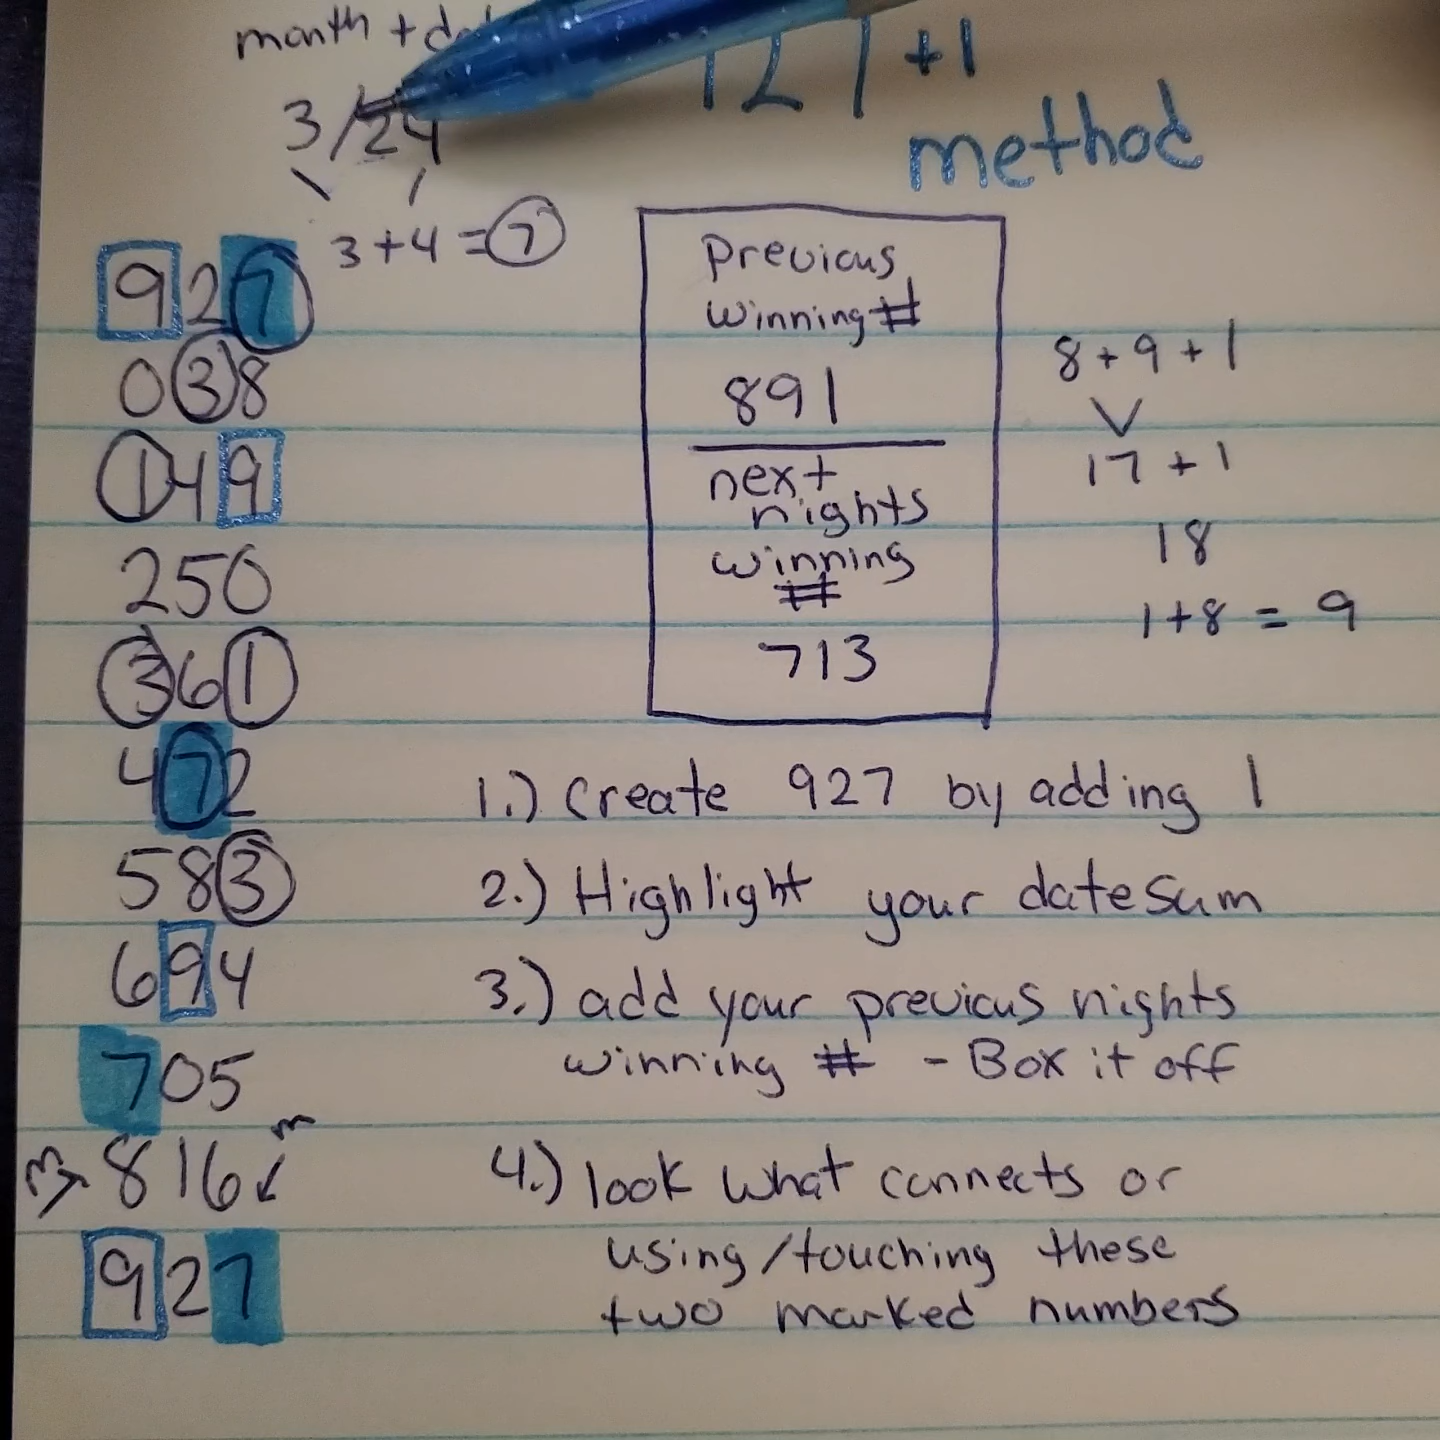 month +
3/24
3+4 = 7
+1
method
927
038
149
250
361
472
583
694
705
816
927
Previous
winning #
891
next
nights
winning
#
713
8 + 9 + 1
17 + 1
18
1+8 = 9
1.) Create 927 by adding 1
2.) Highlight your date sum
3.) add your previous nights
winning # - Box it off
4.) look what connects or
using/touching these
two marked numbers